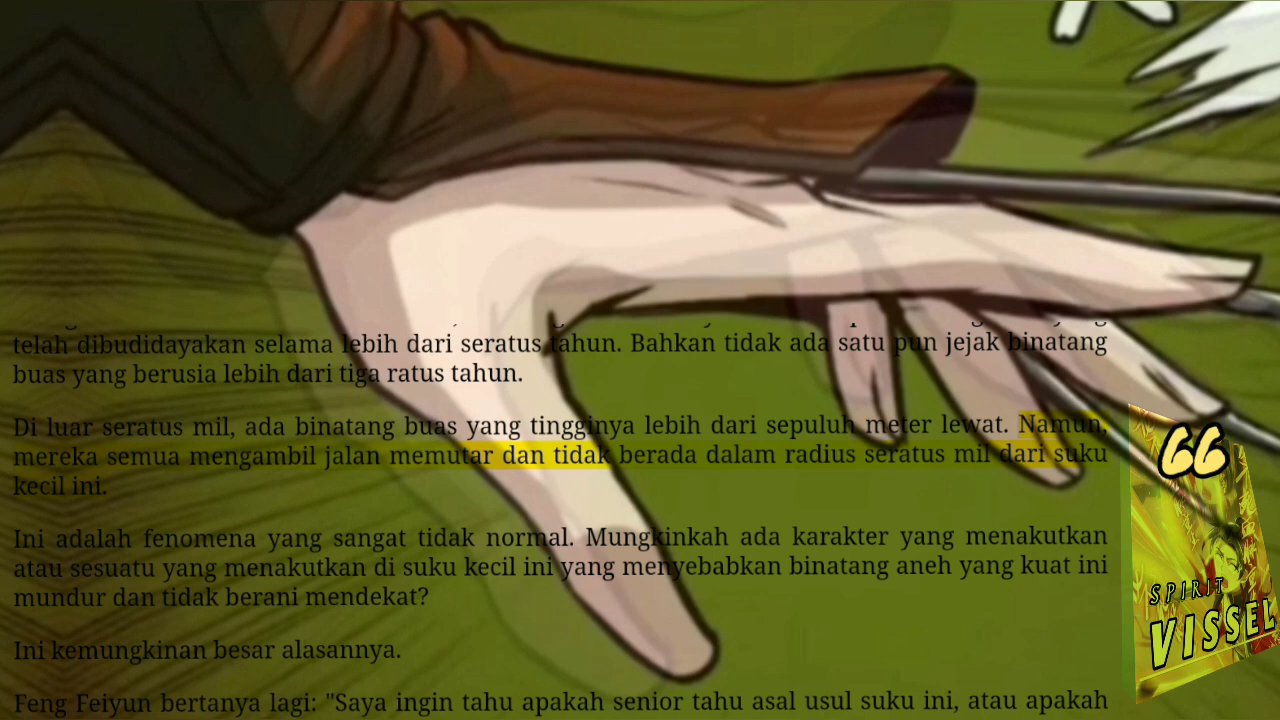 telah dibudidayakan selama lebih dari seratus tahun. Bahkan tidak ada satu pun jejak binatang
buas yang berusia lebih dari tiga ratus tahun.
Di luar seratus mil, ada binatang buas yang tingginya lebih dari sepuluh meter lewat. Namun,
mereka semua mengambil jalan memutar dan tidak berada dalam radius seratus mil dari suku
kecil ini.
Ini adalah fenomena yang sangat tidak normal. Mungkinkah ada karakter yang menakutkan
atau sesuatu yang menakutkan di suku kecil ini yang menyebabkan binatang aneh yang kuat ini
mundur dan tidak berani mendekat?
Ini kemungkinan besar alasannya.
Feng Feiyun bertanya lagi: "Saya ingin tahu apakah senior tahu asal usul suku ini, atau apakah
66
SPIRIT
VISSEL